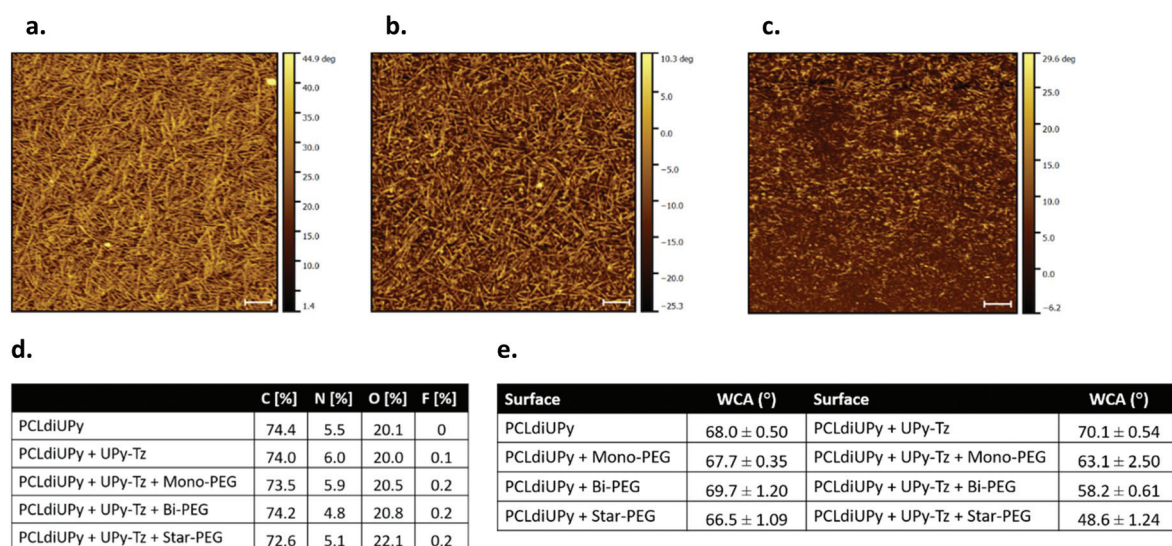 a.
b.
c.
44.9 deg
40.0
35.0
30.0
25.0
20.0
15.0
10.0
1.4
10.3 deg
5.0
0.0
−5.0
−10.0
−15.0
−20.0
−25.3
29.6 deg
25.0
20.0
15.0
10.0
5.0
0.0
−6.2
d.
C [%] N [%] O [%] F [%]
PCLdiUPy 74.4 5.5 20.1 0
PCLdiUPy + UPy-Tz 74.0 6.0 20.0 0.1
PCLdiUPy + UPy-Tz + Mono-PEG 73.5 5.9 20.5 0.2
PCLdiUPy + UPy-Tz + Bi-PEG 74.2 4.8 20.8 0.2
PCLdiUPy + UPy-Tz + Star-PEG 72.6 5.1 22.1 0.2
e.
Surface WCA (°) Surface WCA (°)
PCLdiUPy 68.0 ± 0.50 PCLdiUPy + UPy-Tz 70.1 ± 0.54
PCLdiUPy + Mono-PEG 67.7 ± 0.35 PCLdiUPy + UPy-Tz + Mono-PEG 63.1 ± 2.50
PCLdiUPy + Bi-PEG 69.7 ± 1.20 PCLdiUPy + UPy-Tz + Bi-PEG 58.2 ± 0.61
PCLdiUPy + Star-PEG 66.5 ± 1.09 PCLdiUPy + UPy-Tz + Star-PEG 48.6 ± 1.24